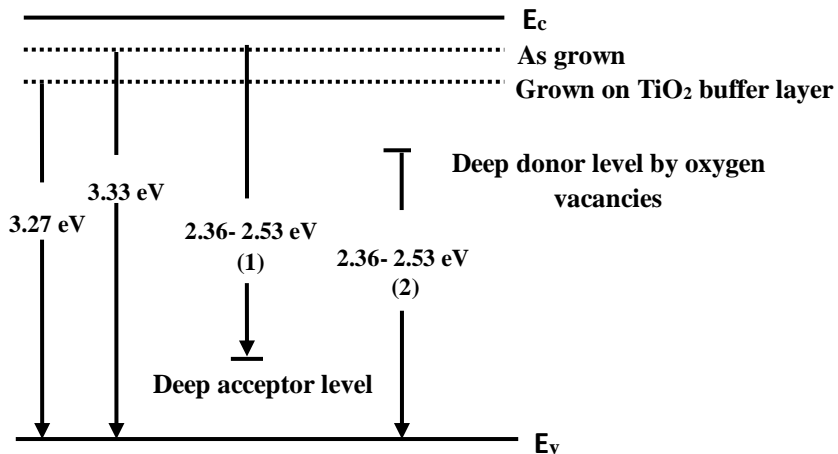 E₍c₎
As grown
Grown on TiO₂ buffer layer
Deep donor level by oxygen
vacancies
3.33 eV
3.27 eV
2.36- 2.53 eV
(1)
2.36- 2.53 eV
(2)
Deep acceptor level
Eᵥ